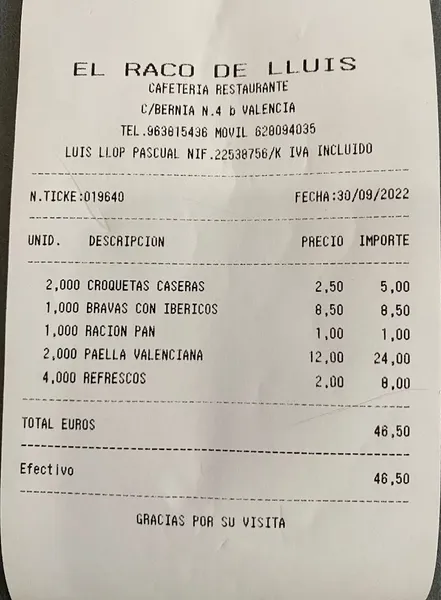 EL RACO DE LLUIS
CAFETERIA RESTAURANTE
C/BERNIA N.4 b VALENCIA
TEL.963815436 MOVIL 628094035
LUIS LLOP PASCUAL NIF.22538756/K IVA INCLUIDO
N.TICKE:019640 FECHA:30/09/2022
UNID. DESCRIPCION PRECIO IMPORTE
2,000 CROQUETAS CASERAS 2,50 5,00
1,000 BRAVAS CON IBERICOS 8,50 8,50
1,000 RACION PAN 1,00 1,00
2,000 PAELLA VALENCIANA 12,00 24,00
4,000 REFRESCOS 2,00 8,00
TOTAL EUROS 46,50
Efectivo 46,50
GRACIAS POR SU VISITA